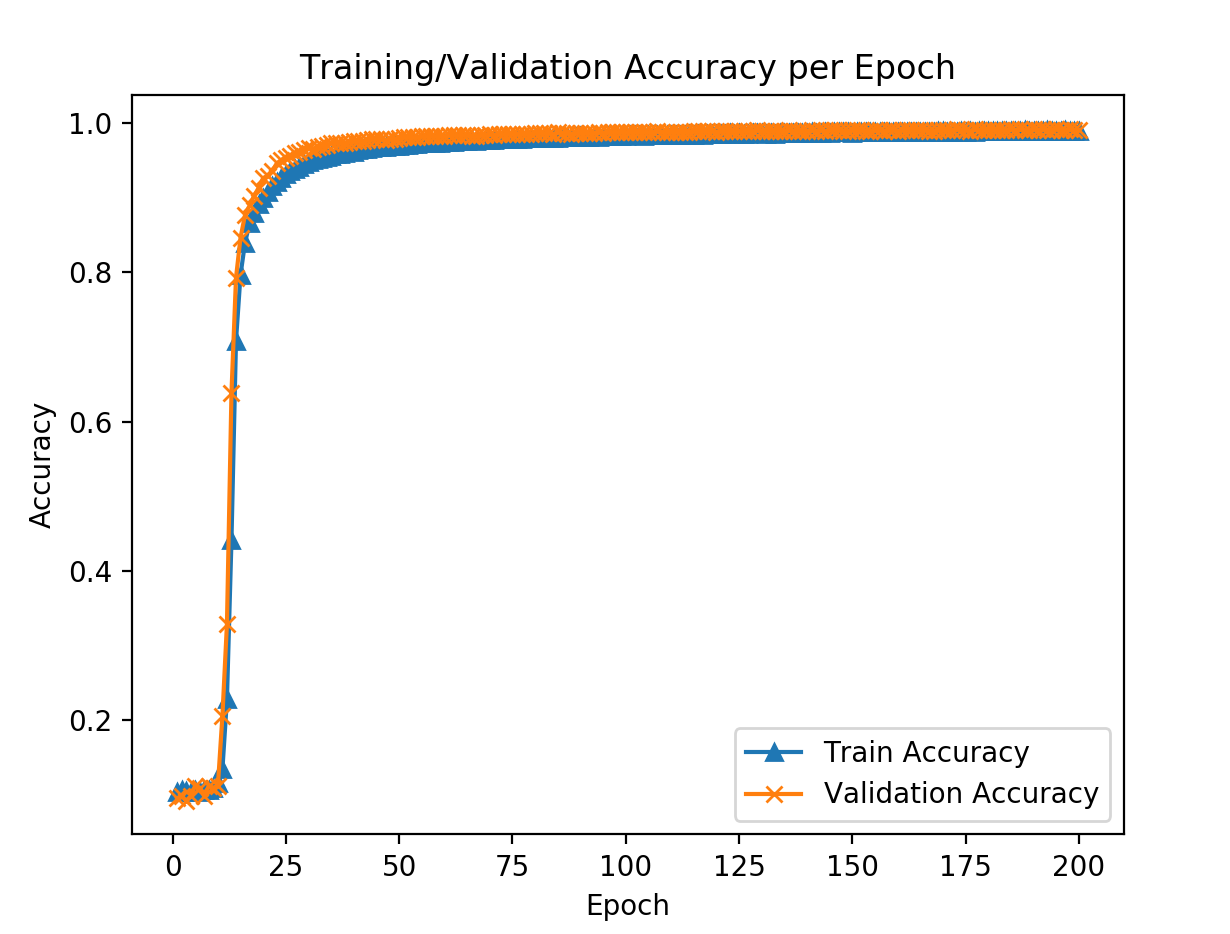 Training/Validation Accuracy per Epoch
1.0
0.8
0.6
0.4
0.2
Accuracy
Train Accuracy
Validation Accuracy
0 25 50 75 100 125 150 175 200
Epoch